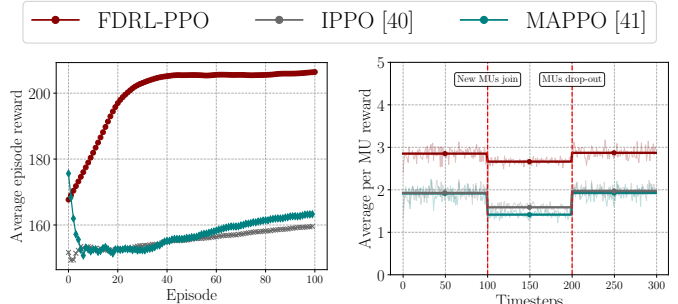 FDRL-PPO IPPO [40] MAPPO [41]
Average episode reward
200
180
160
0 20 40 60 80 100
Episode
Average per MU reward
5
4
3
2
1
0
New MUs join MUs drop-out
0 50 100 150 200 250 300
Timesteps